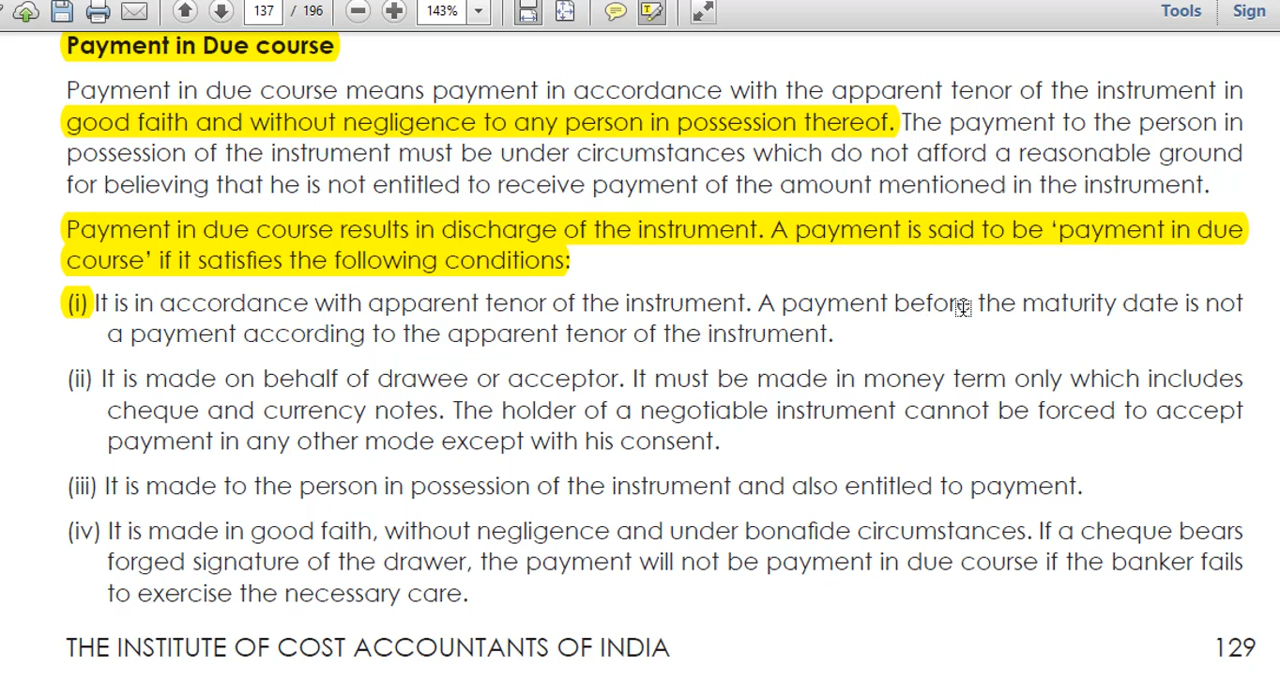 137 / 196 143% Tools Sign
Payment in Due course
Payment in due course means payment in accordance with the apparent tenor of the instrument in
good faith and without negligence to any person in possession thereof. The payment to the person in
possession of the instrument must be under circumstances which do not afford a reasonable ground
for believing that he is not entitled to receive payment of the amount mentioned in the instrument.
Payment in due course results in discharge of the instrument. A payment is said to be ‘payment in due
course’ if it satisfies the following conditions:
(i) It is in accordance with apparent tenor of the instrument. A payment before the maturity date is not
a payment according to the apparent tenor of the instrument.
(ii) It is made on behalf of drawee or acceptor. It must be made in money term only which includes
cheque and currency notes. The holder of a negotiable instrument cannot be forced to accept
payment in any other mode except with his consent.
(iii) It is made to the person in possession of the instrument and also entitled to payment.
(iv) It is made in good faith, without negligence and under bonafide circumstances. If a cheque bears
forged signature of the drawer, the payment will not be payment in due course if the banker fails
to exercise the necessary care.
THE INSTITUTE OF COST ACCOUNTANTS OF INDIA 129